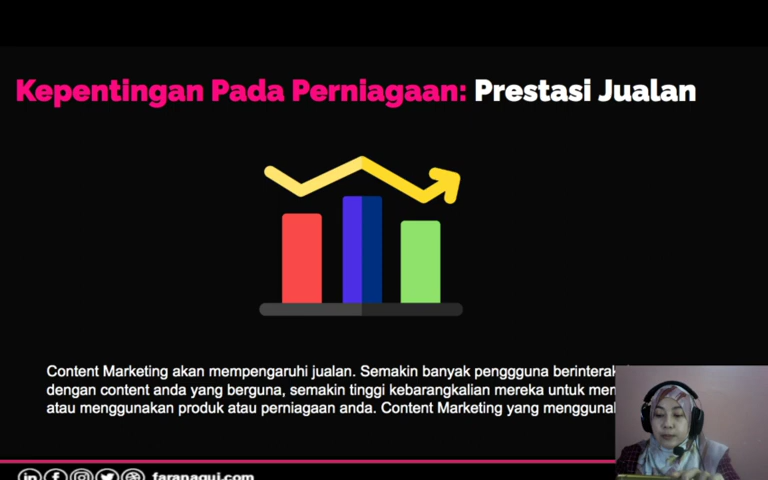 Kepentingan Pada Perniagaan: Prestasi Jualan
Content Marketing akan mempengaruhi jualan. Semakin banyak penggguna
dengan content anda yang berguna, semakin tinggi kebarangkalian mereka untuk
atau menggunakan produk atau perniagaan anda. Content Marketing yang
faranaqui.com